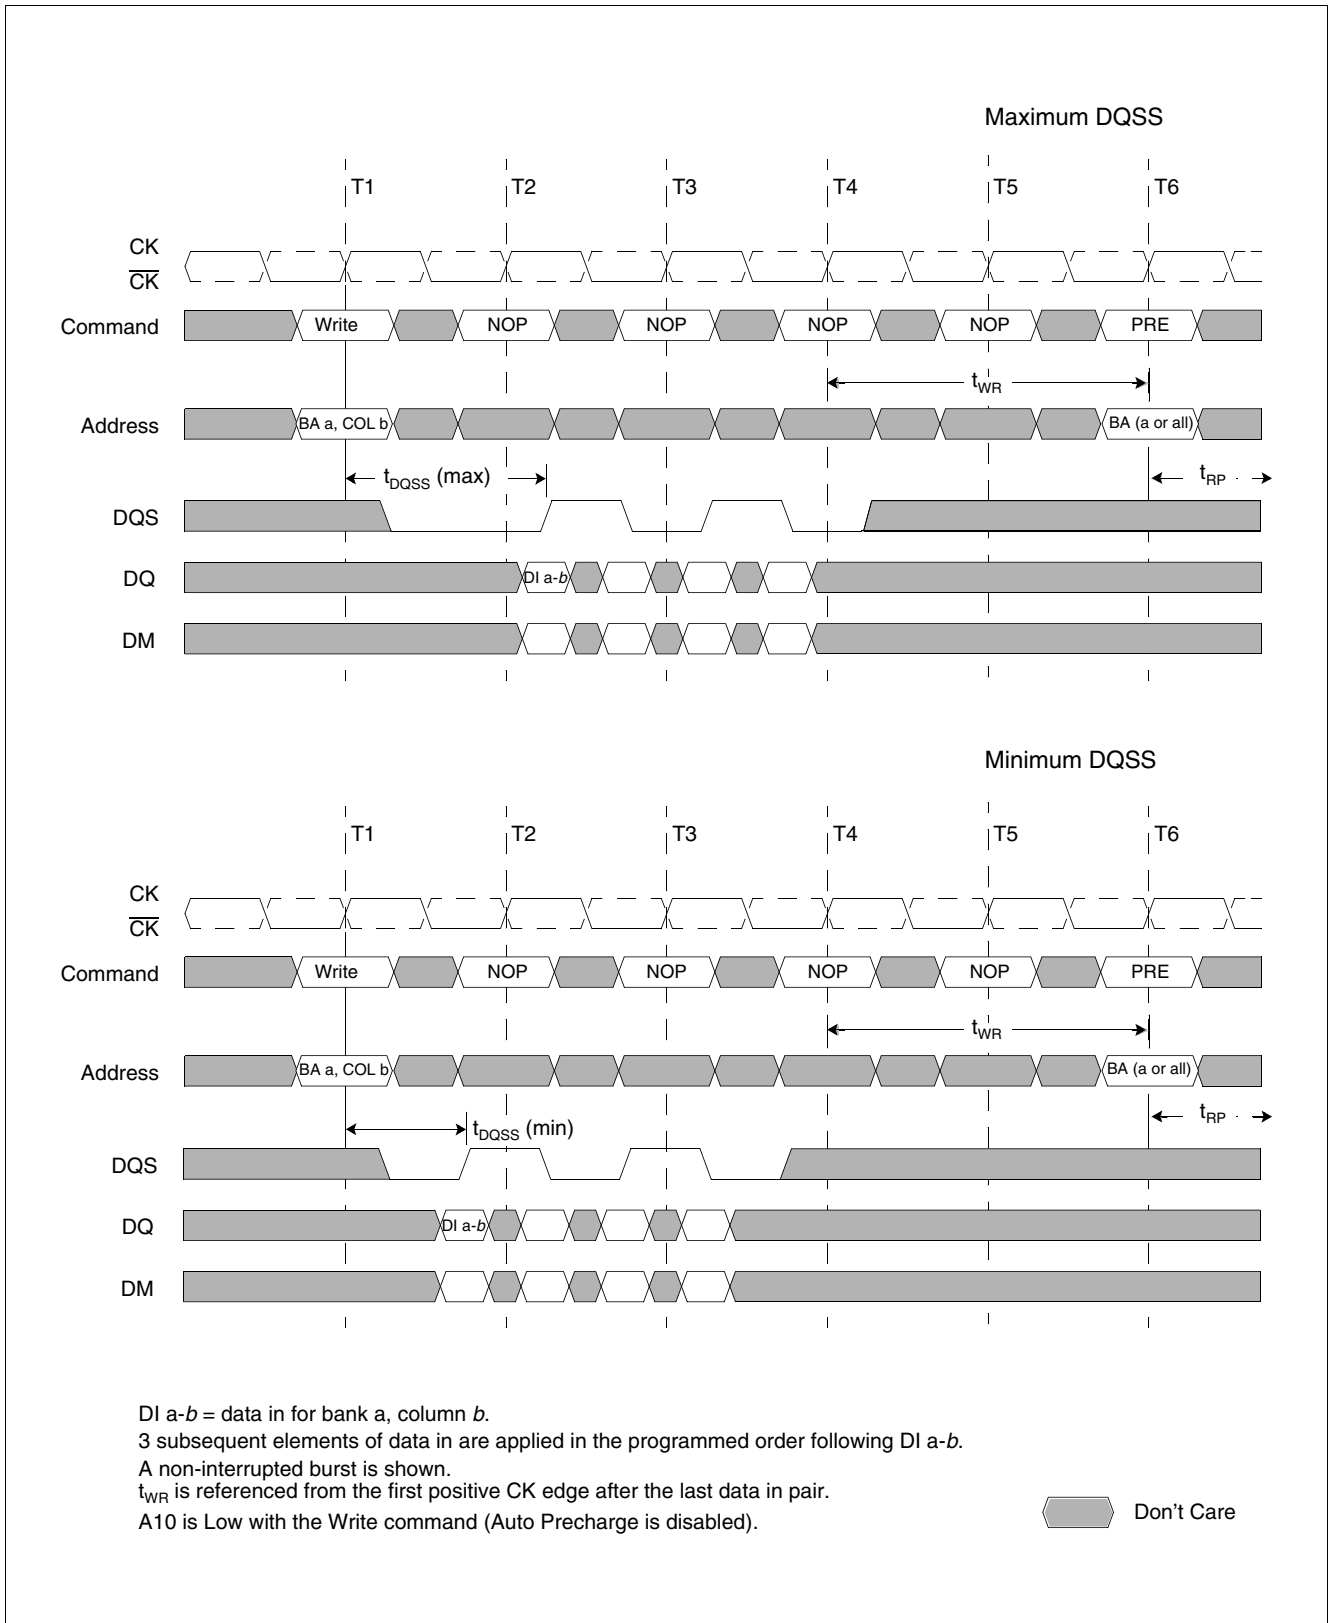 Maximum DQSS
T1 T2 T3 T4 T5 T6
CK
C̅K̅
Command Write NOP NOP NOP NOP PRE
tWR
Address BA a, COL b BA (a or all)
tDQSS (max) tRP
DQS
DQ DI a-b
DM
Minimum DQSS
T1 T2 T3 T4 T5 T6
CK
C̅K̅
Command Write NOP NOP NOP NOP PRE
tWR
Address BA a, COL b BA (a or all)
tDQSS (min) tRP
DQS
DQ DI a-b
DM
DI a-b = data in for bank a, column b.
3 subsequent elements of data in are applied in the programmed order following DI a-b.
A non-interrupted burst is shown.
tWR is referenced from the first positive CK edge after the last data in pair.
A10 is Low with the Write command (Auto Precharge is disabled).
Don't Care